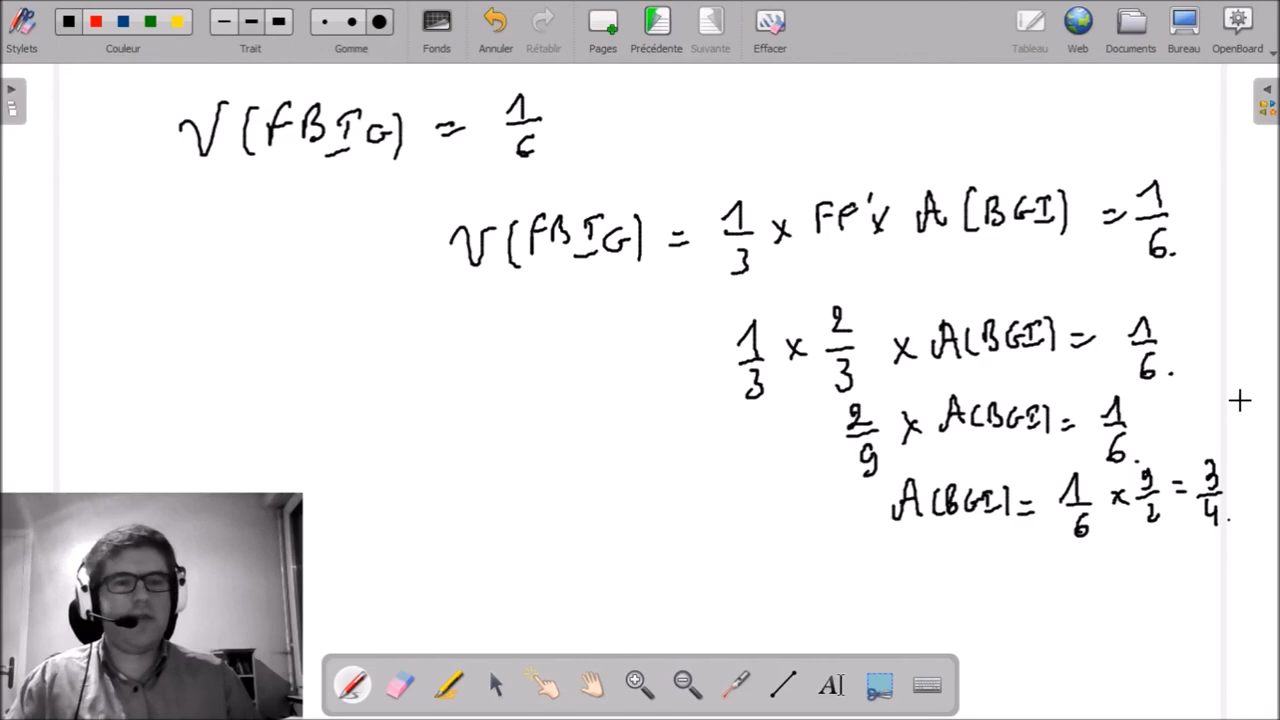 Stylets Couleur Trait Gomme Fonds Annuler Rétablir Pages Précédente Suivante Effacer Tableau Web Documents Bureau OpenBoard
V(FBIG) = 1/6
V(FBIG) = 1/3 × FF' × A(BGI) = 1/6.
1/3 × 2/3 × A(BGI) = 1/6.
2/9 × A(BGI) = 1/6.
A(BGI) = 1/6 × 9/2 = 3/4.
AI